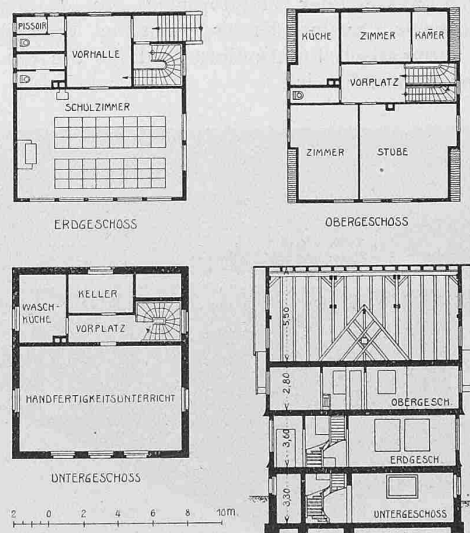 PISSOIR
VORHALLE
SCHULZIMMER
ERDGESCHOSS
KÜCHE
ZIMMER
KAMER
VORPLATZ
ZIMMER
STUBE
OBERGESCHOSS
WASCH-
KÜCHE
KELLER
VORPLATZ
HANDFERTIGKEITSUNTERRICHT
UNTERGESCHOSS
5,50
2,80
OBERGESCH.
3,60
ERDGESCH.
3,30
UNTERGESCHOSS
2 0 2 4 6 8 10m.